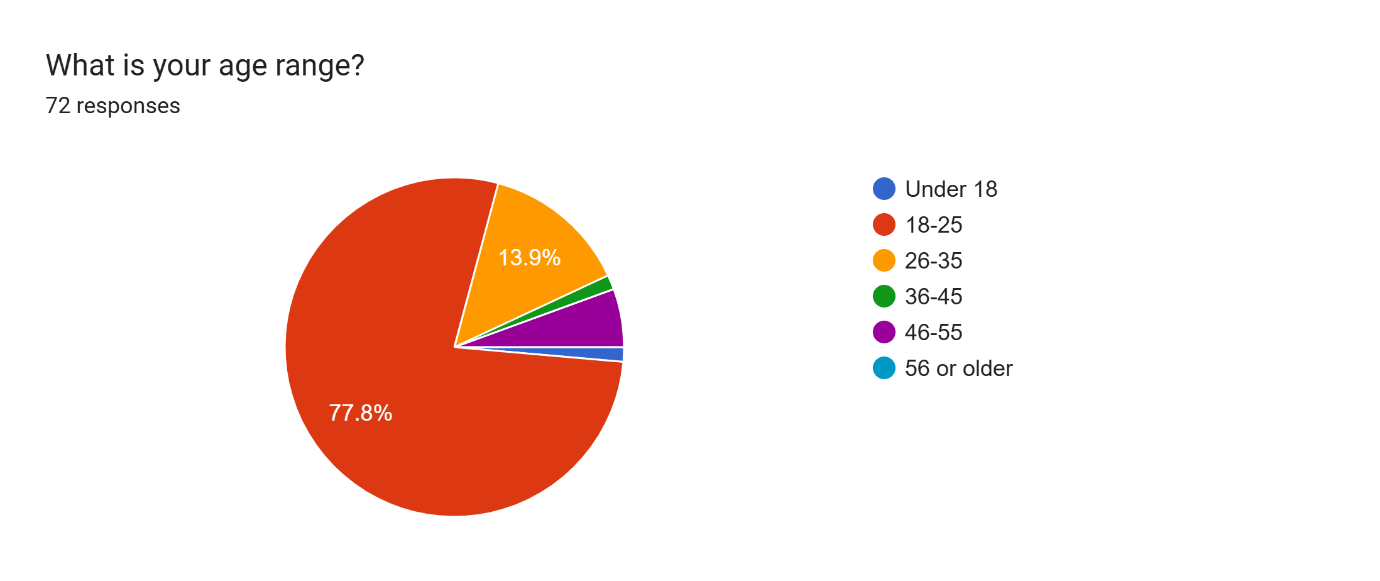 What is your age range?
72 responses
13.9%
77.8%
Under 18
18-25
26-35
36-45
46-55
56 or older